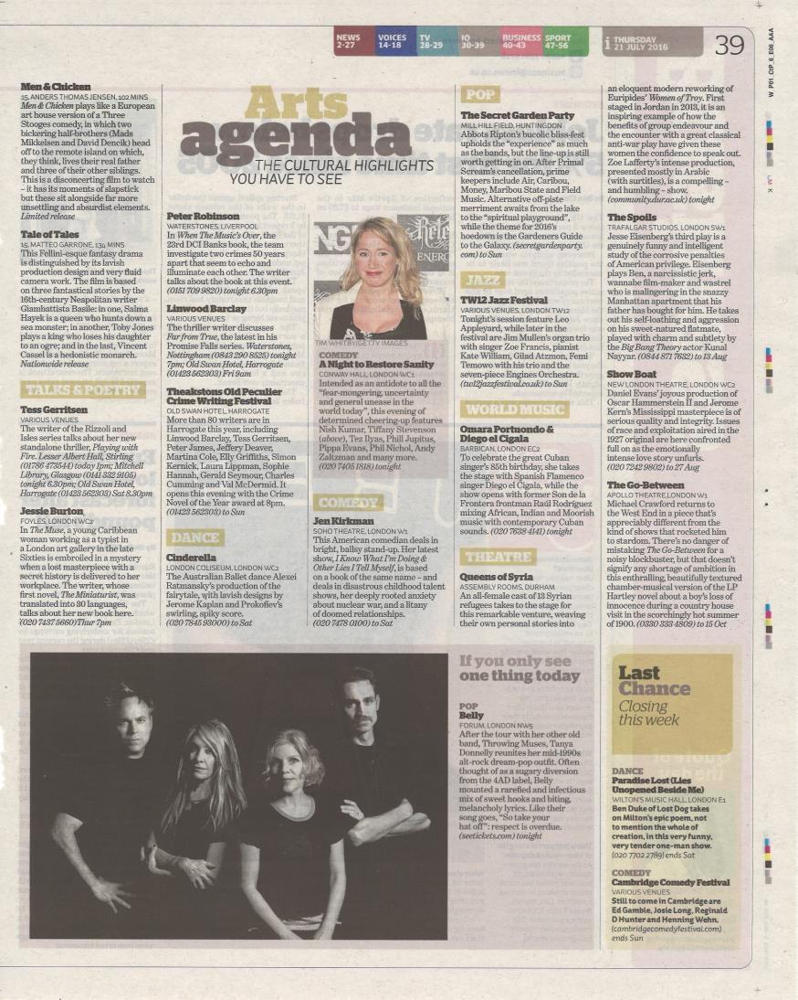 NEWS
2-27
VOICES
14-18
TV
28-29
IQ
30-39
BUSINESS
40-43
SPORT
47-56
i THURSDAY
21 JULY 2016
39
W_P01_CIP_6_E06_AAA
Men & Chicken
15, ANDERS THOMAS JENSEN, 102 MINS
Men & Chicken plays like a European
art house version of a Three
Stooges comedy, in which two
bickering half-brothers (Mads
Mikkelsen and David Dencik) head
off to the remote island on which,
they think, lives their real father
and three of their other siblings.
This is a disconcerting film to watch
– it has its moments of slapstick
but these sit alongside far more
unsettling and absurdist elements.
Limited release
Tale of Tales
15, MATTEO GARRONE, 134 MINS
This Fellini-esque fantasy drama
is distinguished by its lavish
production design and very fluid
camera work. The film is based
on three fantastical stories by the
16th-century Neapolitan writer
Giambattista Basile: in one, Salma
Hayek is a queen who hunts down a
sea monster; in another, Toby Jones
plays a king who loses his daughter
to an ogre; and in the last, Vincent
Cassel is a hedonistic monarch.
Nationwide release
TALKS & POETRY
Tess Gerritsen
VARIOUS VENUES
The writer of the Rizzoli and
Isles series talks about her new
standalone thriller, Playing with
Fire. Lesser Albert Hall, Stirling
(01786 473544) today 1pm; Mitchell
Library, Glasgow (0141 332 9105)
tonight 6.30pm; Old Swan Hotel,
Harrogate (01423 562303) Sat 8.30pm
Jessie Burton
FOYLES, LONDON WC2
In The Muse, a young Caribbean
woman working as a typist in
a London art gallery in the late
Sixties is embroiled in a mystery
when a lost masterpiece with a
secret history is delivered to her
workplace. The writer, whose
first novel, The Miniaturist, was
translated into 30 languages,
talks about her new book here.
(020 7437 5660) Thur 7pm
Arts
agenda
THE CULTURAL HIGHLIGHTS
YOU HAVE TO SEE
Peter Robinson
WATERSTONES, LIVERPOOL
In When The Music's Over, the
23rd DCI Banks book, the team
investigate two crimes 50 years
apart that seem to echo and
illuminate each other. The writer
talks about the book at this event.
(0151 709 9820) tonight 6.30pm
Linwood Barclay
VARIOUS VENUES
The thriller writer discusses
Far from True, the latest in his
Promise Falls series. Waterstones,
Nottingham (0843 290 8525) tonight
7pm; Old Swan Hotel, Harrogate
(01423 562303) Fri 9am
Theakstons Old Peculier
Crime Writing Festival
OLD SWAN HOTEL, HARROGATE
More than 80 writers are in
Harrogate this year, including
Linwood Barclay, Tess Gerritsen,
Peter James, Jeffery Deaver,
Martina Cole, Elly Griffiths, Simon
Kernick, Laura Lippman, Sophie
Hannah, Gerald Seymour, Charles
Cumming and Val McDermid. It
opens this evening with the Crime
Novel of the Year award at 8pm.
(01423 562303) to Sun
DANCE
Cinderella
LONDON COLISEUM, LONDON WC2
The Australian Ballet dance Alexei
Ratmansky's production of the
fairytale, with lavish designs by
Jerome Kaplan and Prokofiev's
swirling, spiky score.
(020 7845 93000) to Sat
TIM WHITBY/GETTY IMAGES
COMEDY
A Night to Restore Sanity
CONWAY HALL, LONDON WC1
Intended as an antidote to all the
"fear-mongering, uncertainty
and general unease in the
world today", this evening of
determined cheering-up features
Nish Kumar, Tiffany Stevenson
(above), Tez Ilyas, Phill Jupitus,
Pippa Evans, Phil Nichol, Andy
Zaltzman and many more.
(020 7405 1818) tonight
COMEDY
Jen Kirkman
SOHO THEATRE, LONDON W1
This American comedian deals in
bright, ballsy stand-up. Her latest
show, I Know What I'm Doing &
Other Lies I Tell Myself, is based
on a book of the same name – and
deals in disastrous childhood talent
shows, her deeply rooted anxiety
about nuclear war, and a litany
of doomed relationships.
(020 7478 0100) to Sat
POP
The Secret Garden Party
MILL HILL FIELD, HUNTINGDON
Abbots Ripton's bucolic bliss-fest
upholds the "experience" as much
as the bands, but the line-up is still
worth getting in on. After Primal
Scream's cancellation, prime
keepers include Air, Caribou,
Money, Maribou State and Field
Music. Alternative off-piste
merriment awaits from the lake
to the "spiritual playground",
while the theme for 2016's
hoedown is the Gardeners Guide
to the Galaxy. (secretgardenparty.
com) to Sun
JAZZ
TW12 Jazz Festival
VARIOUS VENUES, LONDON TW12
Tonight's session feature Leo
Appleyard, while later in the
festival are Jim Mullen's organ trio
with singer Zoe Francis, pianist
Kate William, Gilad Atzmon, Femi
Temowo with his trio and the
seven-piece Engines Orchestra.
(tw12jazzfestival.co.uk) to Sun
WORLD MUSIC
Omara Portuondo &
Diego el Cigala
BARBICAN, LONDON EC2
To celebrate the great Cuban
singer's 85th birthday, she takes
the stage with Spanish Flamenco
singer Diego el Cigala, while the
show opens with former Son de la
Frontera frontman Raúl Rodríguez
mixing African, Indian and Moorish
music with contemporary Cuban
sounds. (020 7638 4141) tonight
THEATRE
Queens of Syria
ASSEMBLY ROOMS, DURHAM
An all-female cast of 13 Syrian
refugees takes to the stage for
this remarkable venture, weaving
their own personal stories into
an eloquent modern reworking of
Euripides' Women of Troy. First
staged in Jordan in 2013, it is an
inspiring example of how the
benefits of group endeavour and
the encounter with a great classical
anti-war play have given these
women the confidence to speak out.
Zoe Lafferty's intense production,
presented mostly in Arabic
(with surtitles), is a compelling –
and humbling – show.
(community.dur.ac.uk) tonight
The Spoils
TRAFALGAR STUDIOS, LONDON SW1
Jesse Eisenberg's third play is a
genuinely funny and intelligent
study of the corrosive penalties
of American privilege. Eisenberg
plays Ben, a narcissistic jerk,
wannabe film-maker and wastrel
who is malingering in the snazzy
Manhattan apartment that his
father has bought for him. He takes
out his self-loathing and aggression
on his sweet-natured flatmate,
played with charm and subtlety by
the Big Bang Theory actor Kunal
Nayyar. (0844 871 7632) to 13 Aug
Show Boat
NEW LONDON THEATRE, LONDON WC2
Daniel Evans' joyous production of
Oscar Hammerstein II and Jerome
Kern's Mississippi masterpiece is of
serious quality and integrity. Issues
of race and exploitation aired in the
1927 original are here confronted
full on as the emotionally
intense love story unfurls.
(020 7242 9802) to 27 Aug
The Go-Between
APOLLO THEATRE, LONDON W1
Michael Crawford returns to
the West End in a piece that's
appreciably different from the
kind of shows that rocketed him
to stardom. There's no danger of
mistaking The Go-Between for a
noisy blockbuster, but that doesn't
signify any shortage of ambition in
this enthralling, beautifully textured
chamber-musical version of the LP
Hartley novel about a boy's loss of
innocence during a country house
visit in the scorchingly hot summer
of 1900. (0330 333 4809) to 15 Oct
If you only see
one thing today
POP
Belly
FORUM, LONDON NW5
After the tour with her other old
band, Throwing Muses, Tanya
Donnelly reunites her mid-1990s
alt-rock dream-pop outfit. Often
thought of as a sugary diversion
from the 4AD label, Belly
mounted a rarefied and infectious
mix of sweet hooks and biting,
melancholy lyrics. Like their
song goes, "So take your
hat off": respect is overdue.
(seetickets.com) tonight
Last
Chance
Closing
this week
DANCE
Paradise Lost (Lies
Unopened Beside Me)
WILTON'S MUSIC HALL, LONDON E1
Ben Duke of Lost Dog takes
on Milton's epic poem, not
to mention the whole of
creation, in this very funny,
very tender one-man show.
(020 7702 2789) ends Sat
COMEDY
Cambridge Comedy Festival
VARIOUS VENUES
Still to come in Cambridge are
Ed Gamble, Josie Long, Reginald
D Hunter and Henning Wehn.
(cambridgecomedyfestival.com)
ends Sun